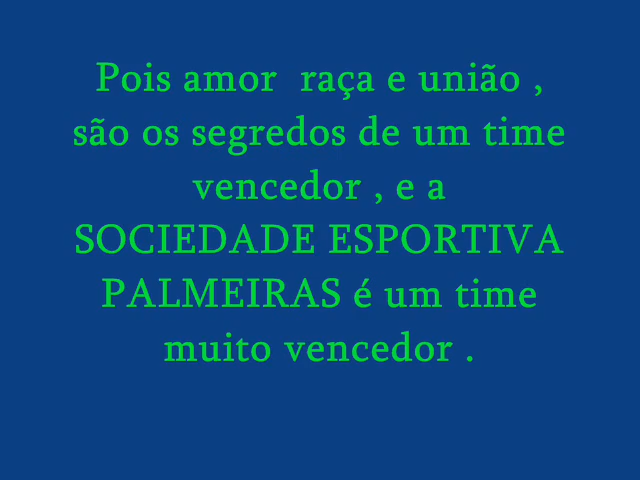 Pois amor  raça e união ,
são os segredos de um time
vencedor , e a
SOCIEDADE ESPORTIVA
PALMEIRAS é um time
muito vencedor .